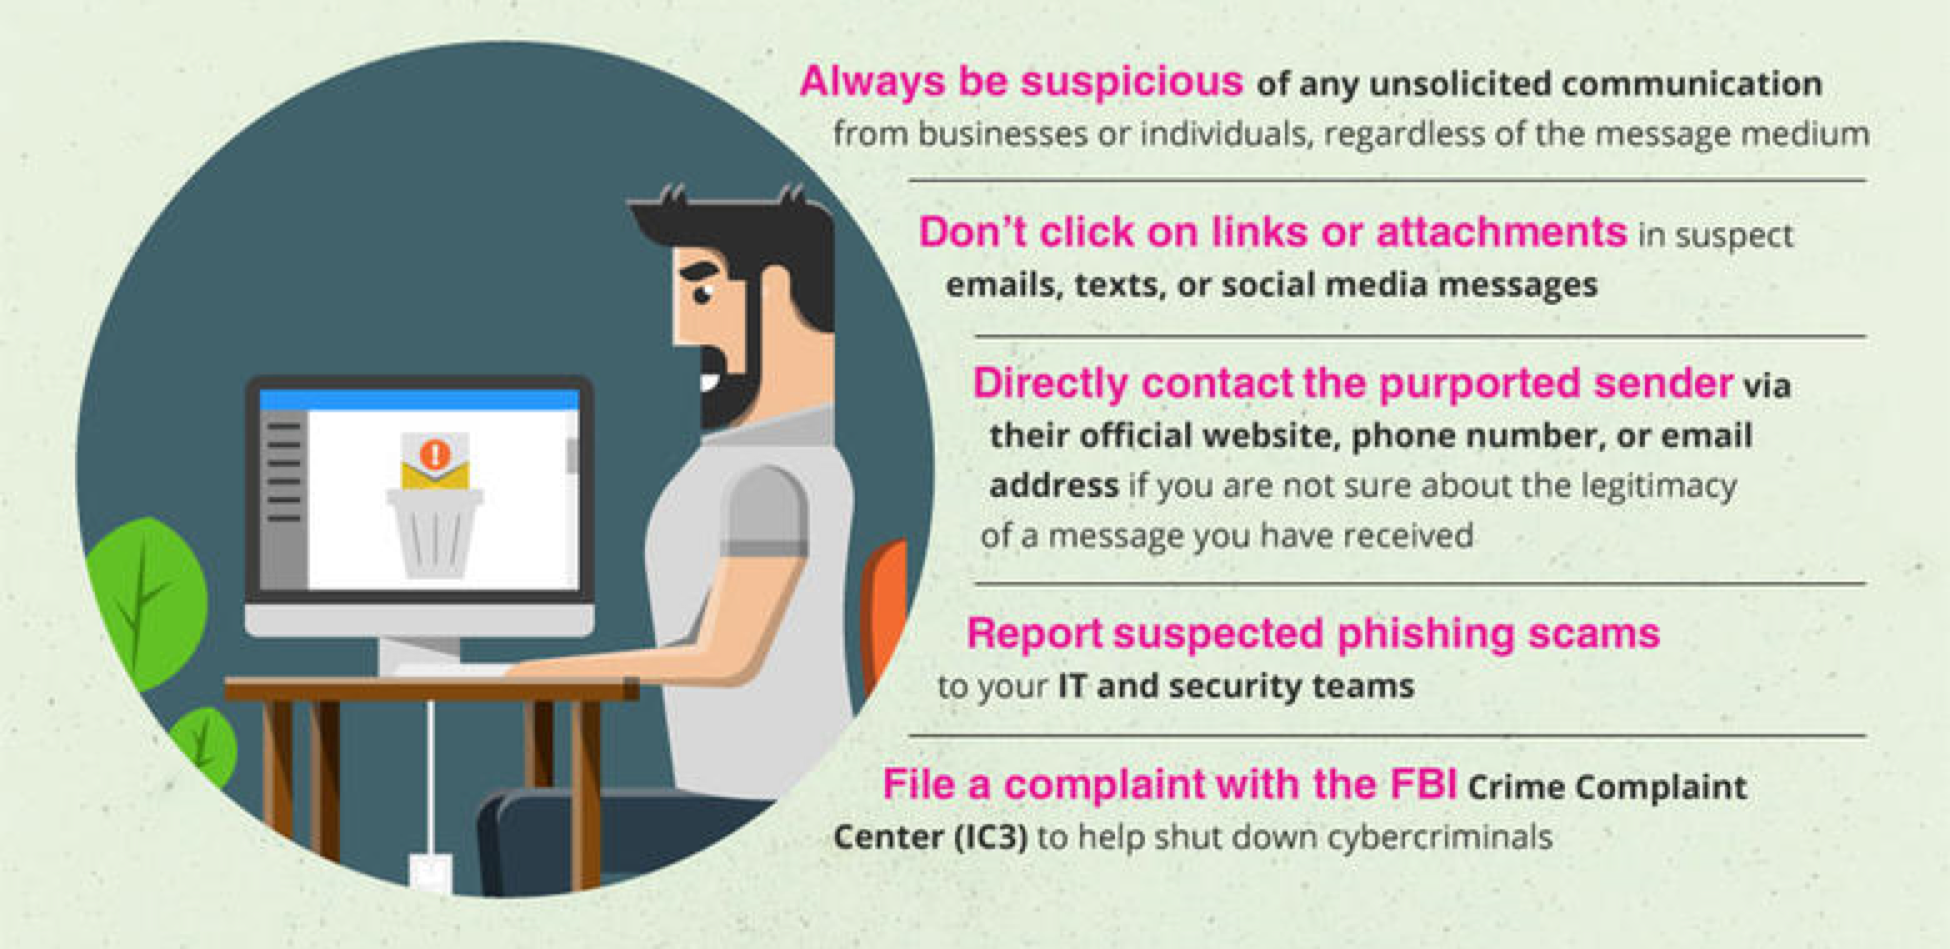 Always be suspicious of any unsolicited communication
from businesses or individuals, regardless of the message medium
Don't click on links or attachments in suspect
emails, texts, or social media messages
Directly contact the purported sender via
their official website, phone number, or email
address if you are not sure about the legitimacy
of a message you have received
Report suspected phishing scams
to your IT and security teams
File a complaint with the FBI Crime Complaint
Center (IC3) to help shut down cybercriminals